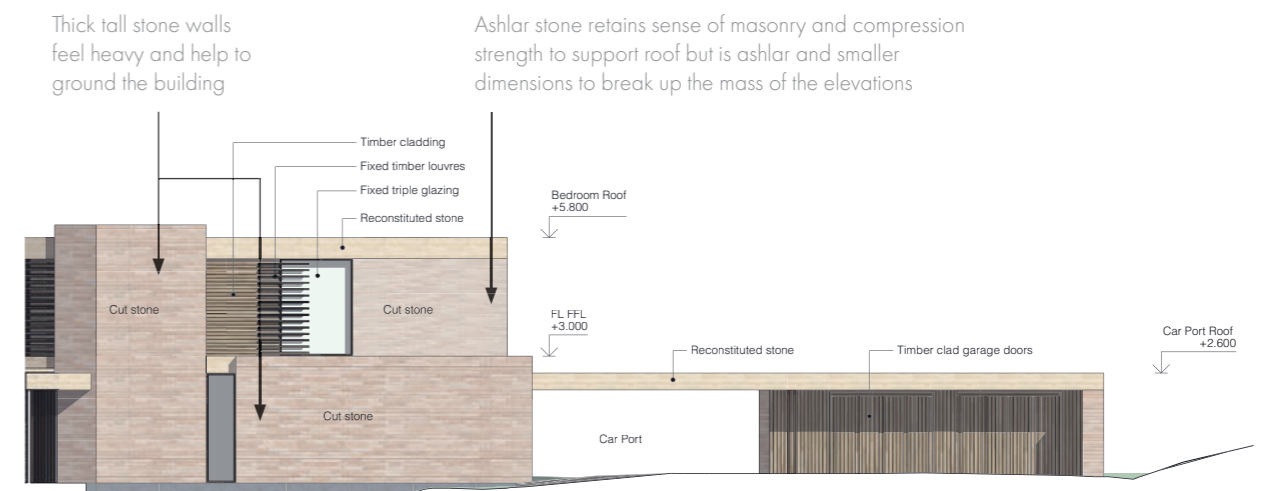 Thick tall stone walls
feel heavy and help to
ground the building
Ashlar stone retains sense of masonry and compression
strength to support roof but is ashlar and smaller
dimensions to break up the mass of the elevations
Timber cladding
Fixed timber louvres
Fixed triple glazing
Reconstituted stone
Bedroom Roof
+5.800
Cut stone
Cut stone
FL FFL
+3.000
Car Port Roof
+2.600
Reconstituted stone
Timber clad garage doors
Cut stone
Car Port